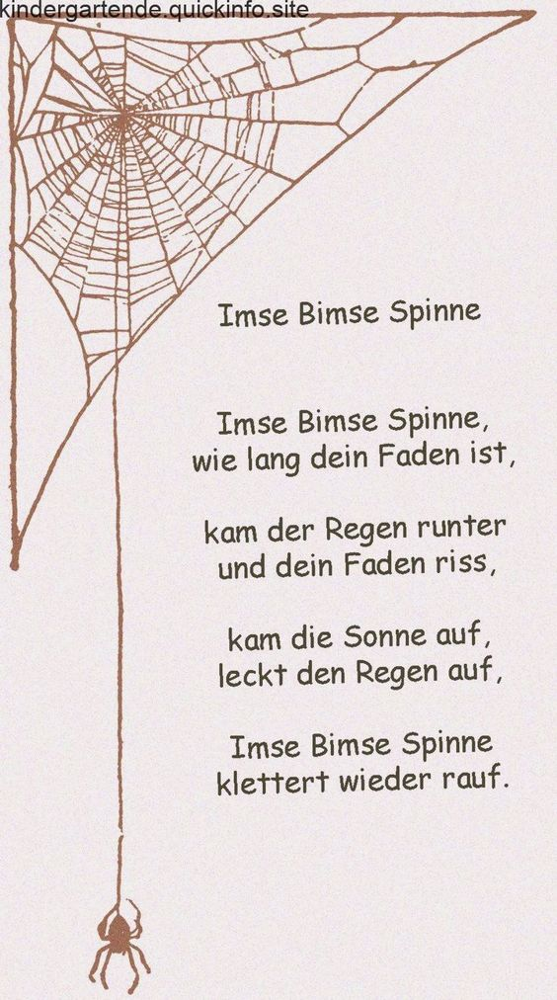 kindergartende.quickinfo.site
Imse Bimse Spinne
Imse Bimse Spinne,
wie lang dein Faden ist,
kam der Regen runter
und dein Faden riss,
kam die Sonne auf,
leckt den Regen auf,
Imse Bimse Spinne
klettert wieder rauf.